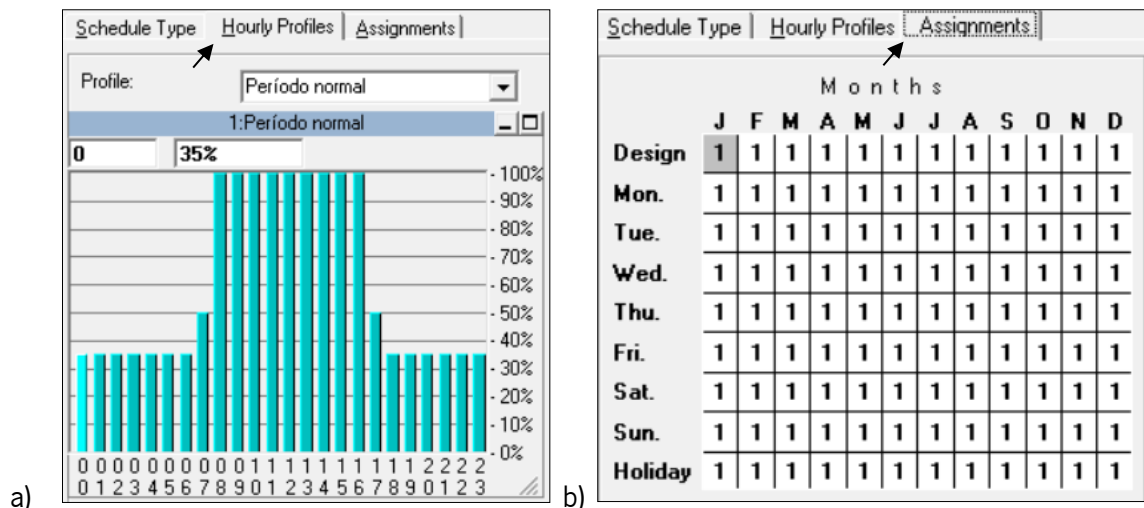 Schedule Type Hourly Profiles Assignments
Profile: Período normal
1:Período normal
0 35%
100%
90%
80%
70%
60%
50%
40%
30%
20%
10%
0%
0 0 0 0 0 0 0 0 0 0 1 1 1 1 1 1 1 1 1 1 2 2 2 2
0 1 2 3 4 5 6 7 8 9 0 1 2 3 4 5 6 7 8 9 0 1 2 3
a)
Schedule Type Hourly Profiles Assignments
Months
J F M A M J J A S O N D
Design 1 1 1 1 1 1 1 1 1 1 1 1
Mon. 1 1 1 1 1 1 1 1 1 1 1 1
Tue. 1 1 1 1 1 1 1 1 1 1 1 1
Wed. 1 1 1 1 1 1 1 1 1 1 1 1
Thu. 1 1 1 1 1 1 1 1 1 1 1 1
Fri. 1 1 1 1 1 1 1 1 1 1 1 1
Sat. 1 1 1 1 1 1 1 1 1 1 1 1
Sun. 1 1 1 1 1 1 1 1 1 1 1 1
Holiday 1 1 1 1 1 1 1 1 1 1 1 1
b)